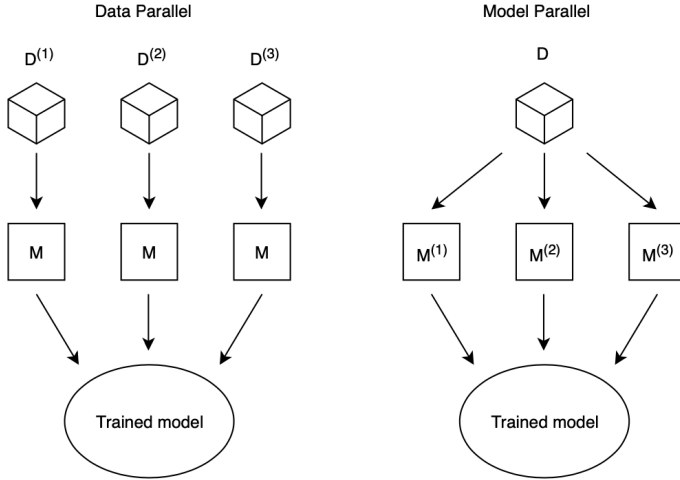 Data Parallel
D⁽¹⁾ D⁽²⁾ D⁽³⁾
M M M
Trained model
Model Parallel
D
M⁽¹⁾ M⁽²⁾ M⁽³⁾
Trained model